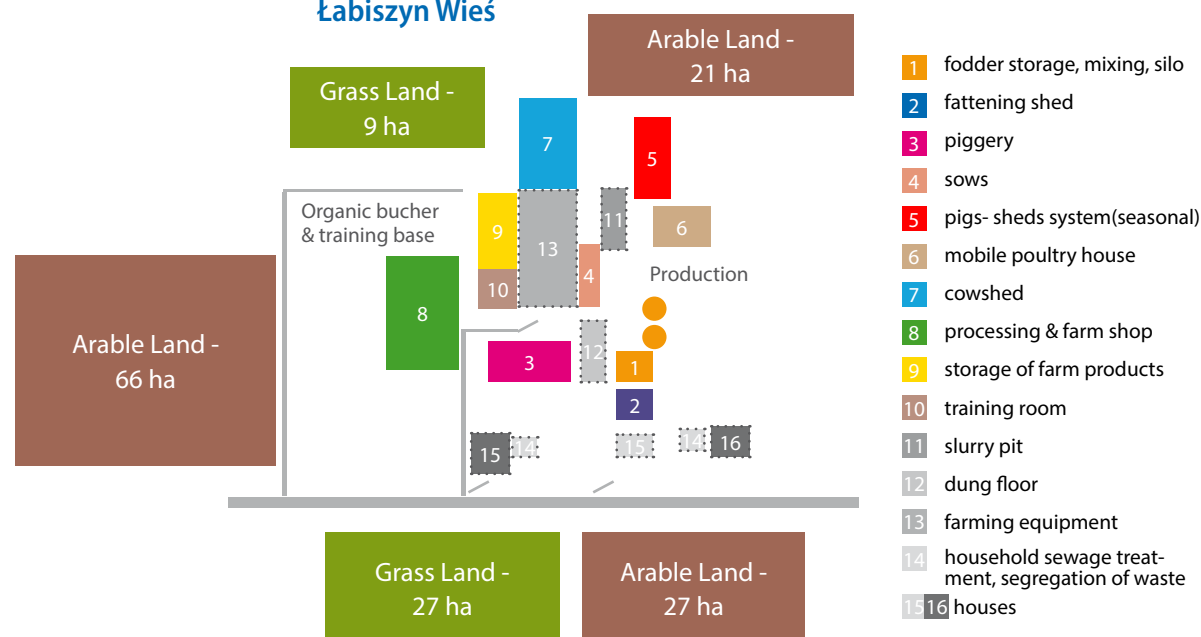 Łabiszyn Wieś
Arable Land -
21 ha
Grass Land -
9 ha
7
5
Organic bucher
& training base
9
13
11
6
10
4
Production
Arable Land -
66 ha
8
3
12
1
2
15
14
15
14
16
Grass Land -
27 ha
Arable Land -
27 ha
1 fodder storage, mixing, silo
2 fattening shed
3 piggery
4 sows
5 pigs- sheds system(seasonal)
6 mobile poultry house
7 cowshed
8 processing & farm shop
9 storage of farm products
10 training room
11 slurry pit
12 dung floor
13 farming equipment
14 household sewage treat-
ment, segregation of waste
15 16 houses